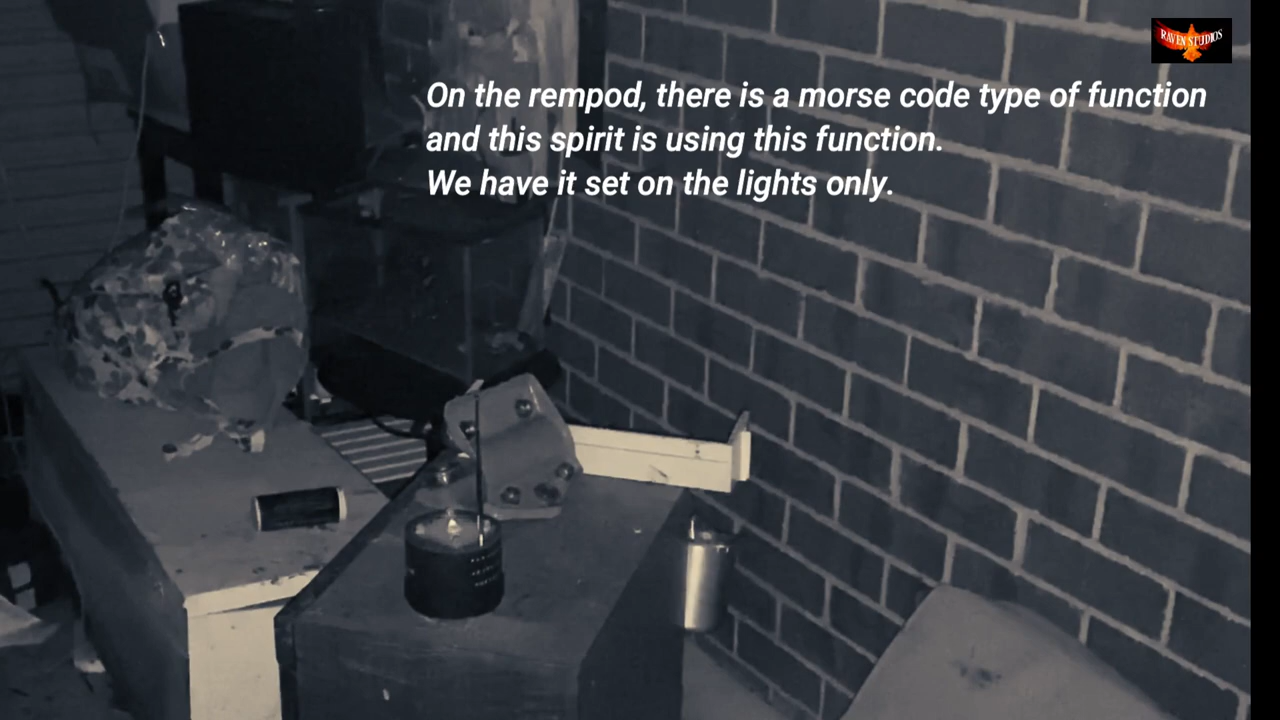 RAVEN STUDIOS
On the rempod, there is a morse code type of function
and this spirit is using this function.
We have it set on the lights only.